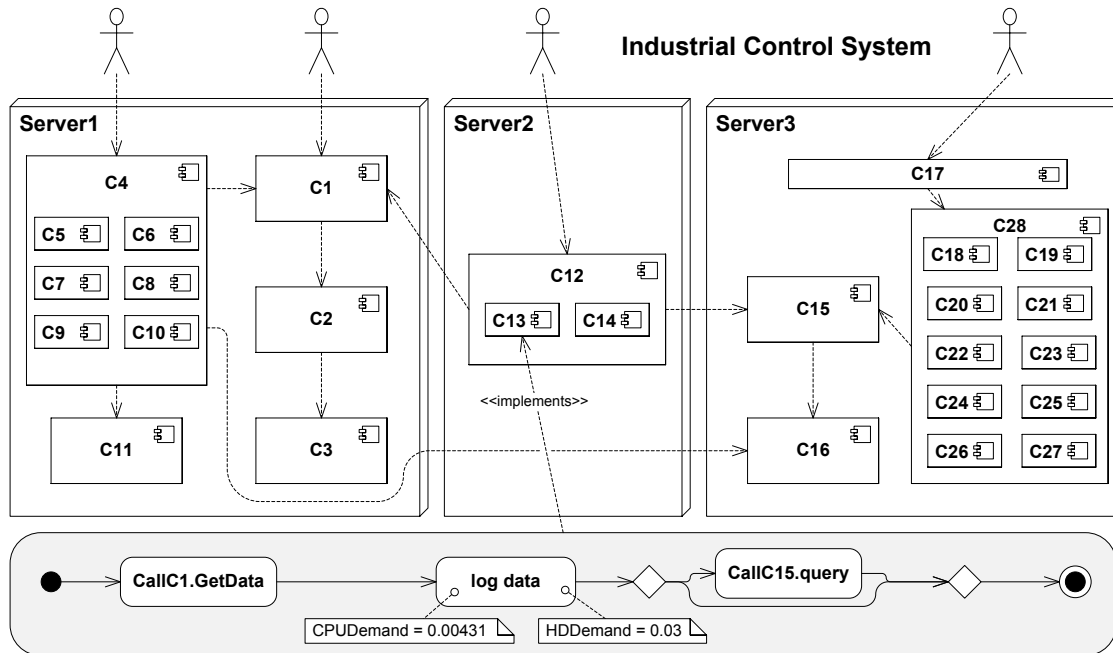 Industrial Control System
Server1
Server2
Server3
C4
C1
C17
C5
C6
C7
C8
C9
C10
C2
C11
C3
C12
C13
C14
C15
C16
C28
C18
C19
C20
C21
C22
C23
C24
C25
C26
C27
<<implements>>
CallC1.GetData
log data
CallC15.query
CPUDemand = 0.00431
HDDemand = 0.03